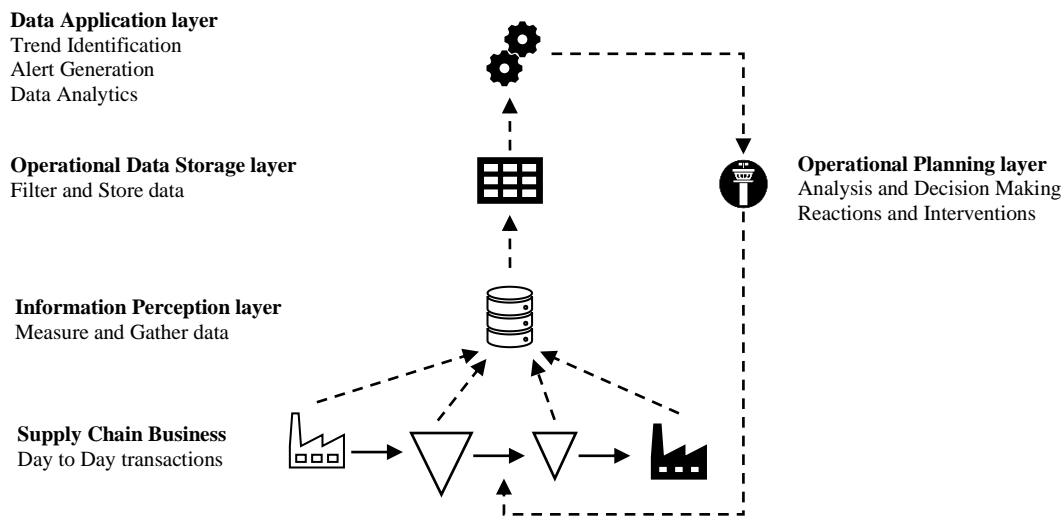 Data Application layer
Trend Identification
Alert Generation
Data Analytics
Operational Data Storage layer
Filter and Store data
Operational Planning layer
Analysis and Decision Making
Reactions and Interventions
Information Perception layer
Measure and Gather data
Supply Chain Business
Day to Day transactions